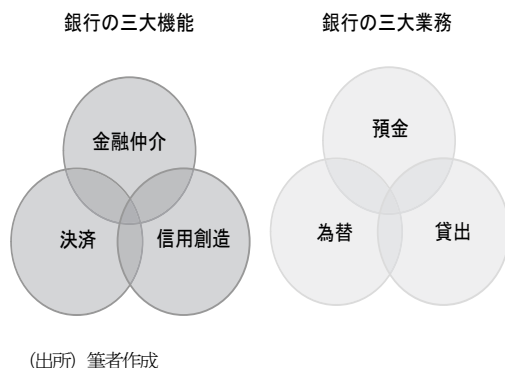 銀行の三大機能
銀行の三大業務
金融仲介
決済
信用創造
預金
為替
貸出
(出所) 筆者作成